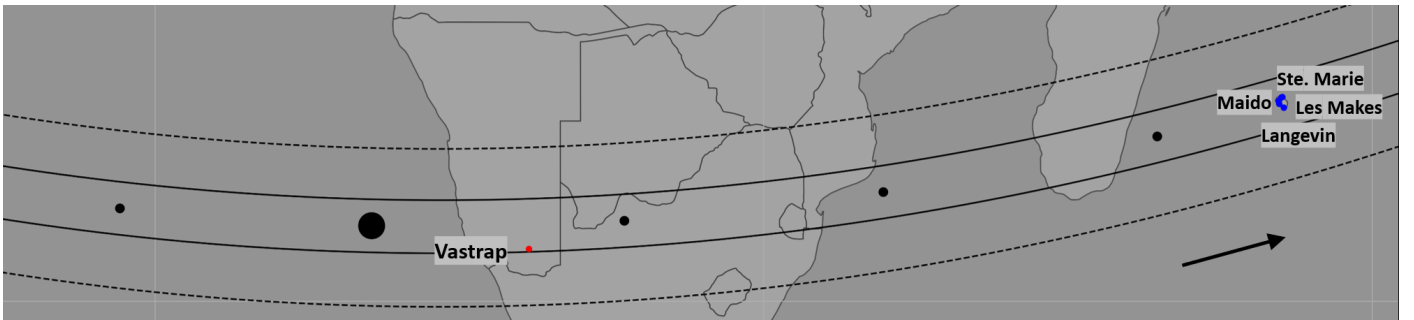 Ste. Marie
Maido
Les Makes
Langevin
Vastrap